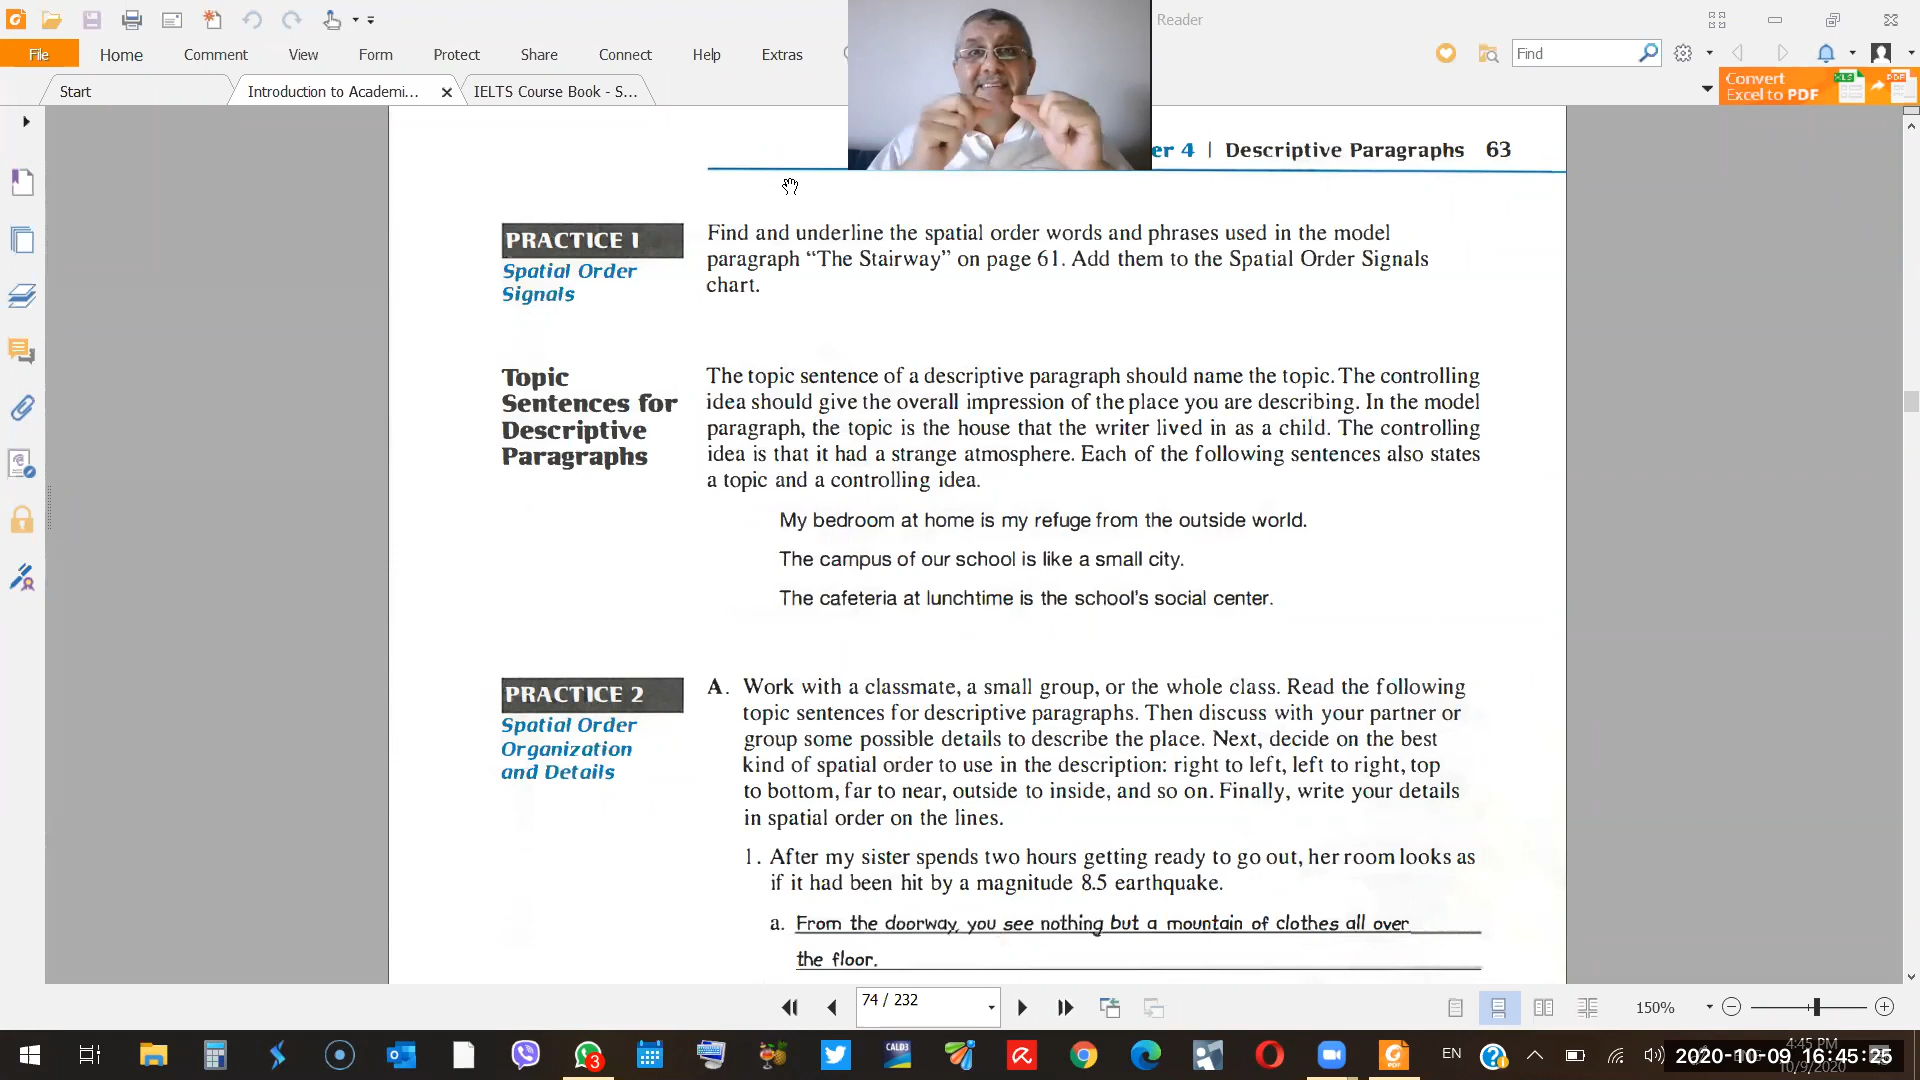 Reader
File Home Comment View Form Protect Share Connect Help Extras
Find
Start
Introduction to Academi...
IELTS Course Book - S...
Convert
Excel to PDF
er 4 | Descriptive Paragraphs 63
PRACTICE 1
Spatial Order
Signals
Find and underline the spatial order words and phrases used in the model
paragraph “The Stairway” on page 61. Add them to the Spatial Order Signals
chart.
Topic
Sentences for
Descriptive
Paragraphs
The topic sentence of a descriptive paragraph should name the topic. The controlling
idea should give the overall impression of the place you are describing. In the model
paragraph, the topic is the house that the writer lived in as a child. The controlling
idea is that it had a strange atmosphere. Each of the following sentences also states
a topic and a controlling idea.
My bedroom at home is my refuge from the outside world.
The campus of our school is like a small city.
The cafeteria at lunchtime is the school's social center.
PRACTICE 2
Spatial Order
Organization
and Details
A. Work with a classmate, a small group, or the whole class. Read the following
topic sentences for descriptive paragraphs. Then discuss with your partner or
group some possible details to describe the place. Next, decide on the best
kind of spatial order to use in the description: right to left, left to right, top
to bottom, far to near, outside to inside, and so on. Finally, write your details
in spatial order on the lines.
1. After my sister spends two hours getting ready to go out, her room looks as
if it had been hit by a magnitude 8.5 earthquake.
a. From the doorway, you see nothing but a mountain of clothes all over
the floor.
74 / 232
150%
CALD3
3
EN
4:45 PM
2020-10-09 16:45:25
10/9/2020